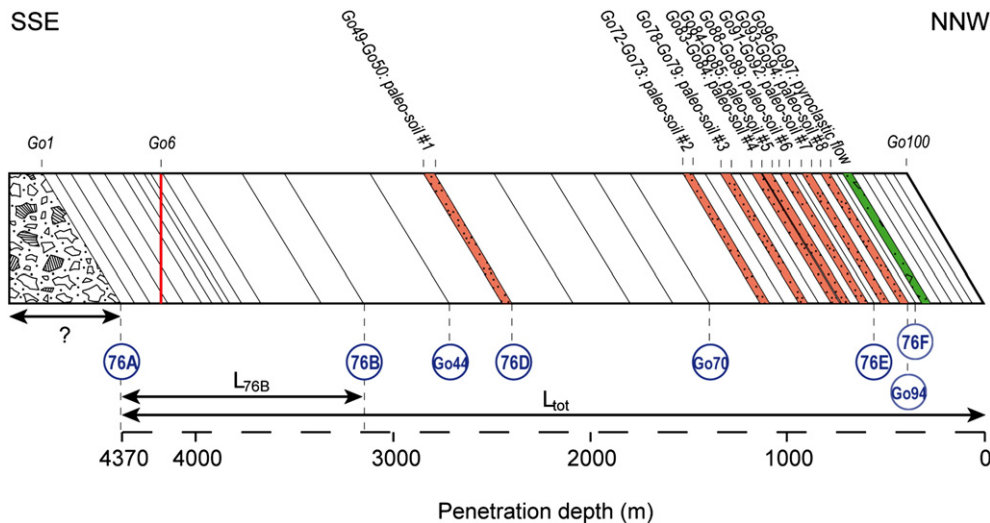 SSE
NNW
Go49-Go50: paleo-soil #1
Go72-Go73: paleo-soil #2
Go78-Go79: paleo-soil #3
Go83-Go84: paleo-soil #4
Go84-Go85: paleo-soil #5
Go88-Go89: paleo-soil #6
Go91-Go92: paleo-soil #7
Go93-Go94: paleo-soil #8
Go96-Go97: pyroclastic flow
Go1
Go6
Go100
?
76A
76B
Go44
76D
Go70
76E
76F
Go94
L76B
Ltot
4370
4000
3000
2000
1000
0
Penetration depth (m)